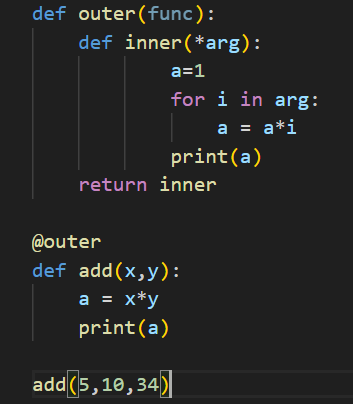 def outer(func):
    def inner(*arg):
            a=1
            for i in arg:
                a = a*i
            print(a)
    return inner

@outer
def add(x,y):
    a = x*y
    print(a)

add(5,10,34)